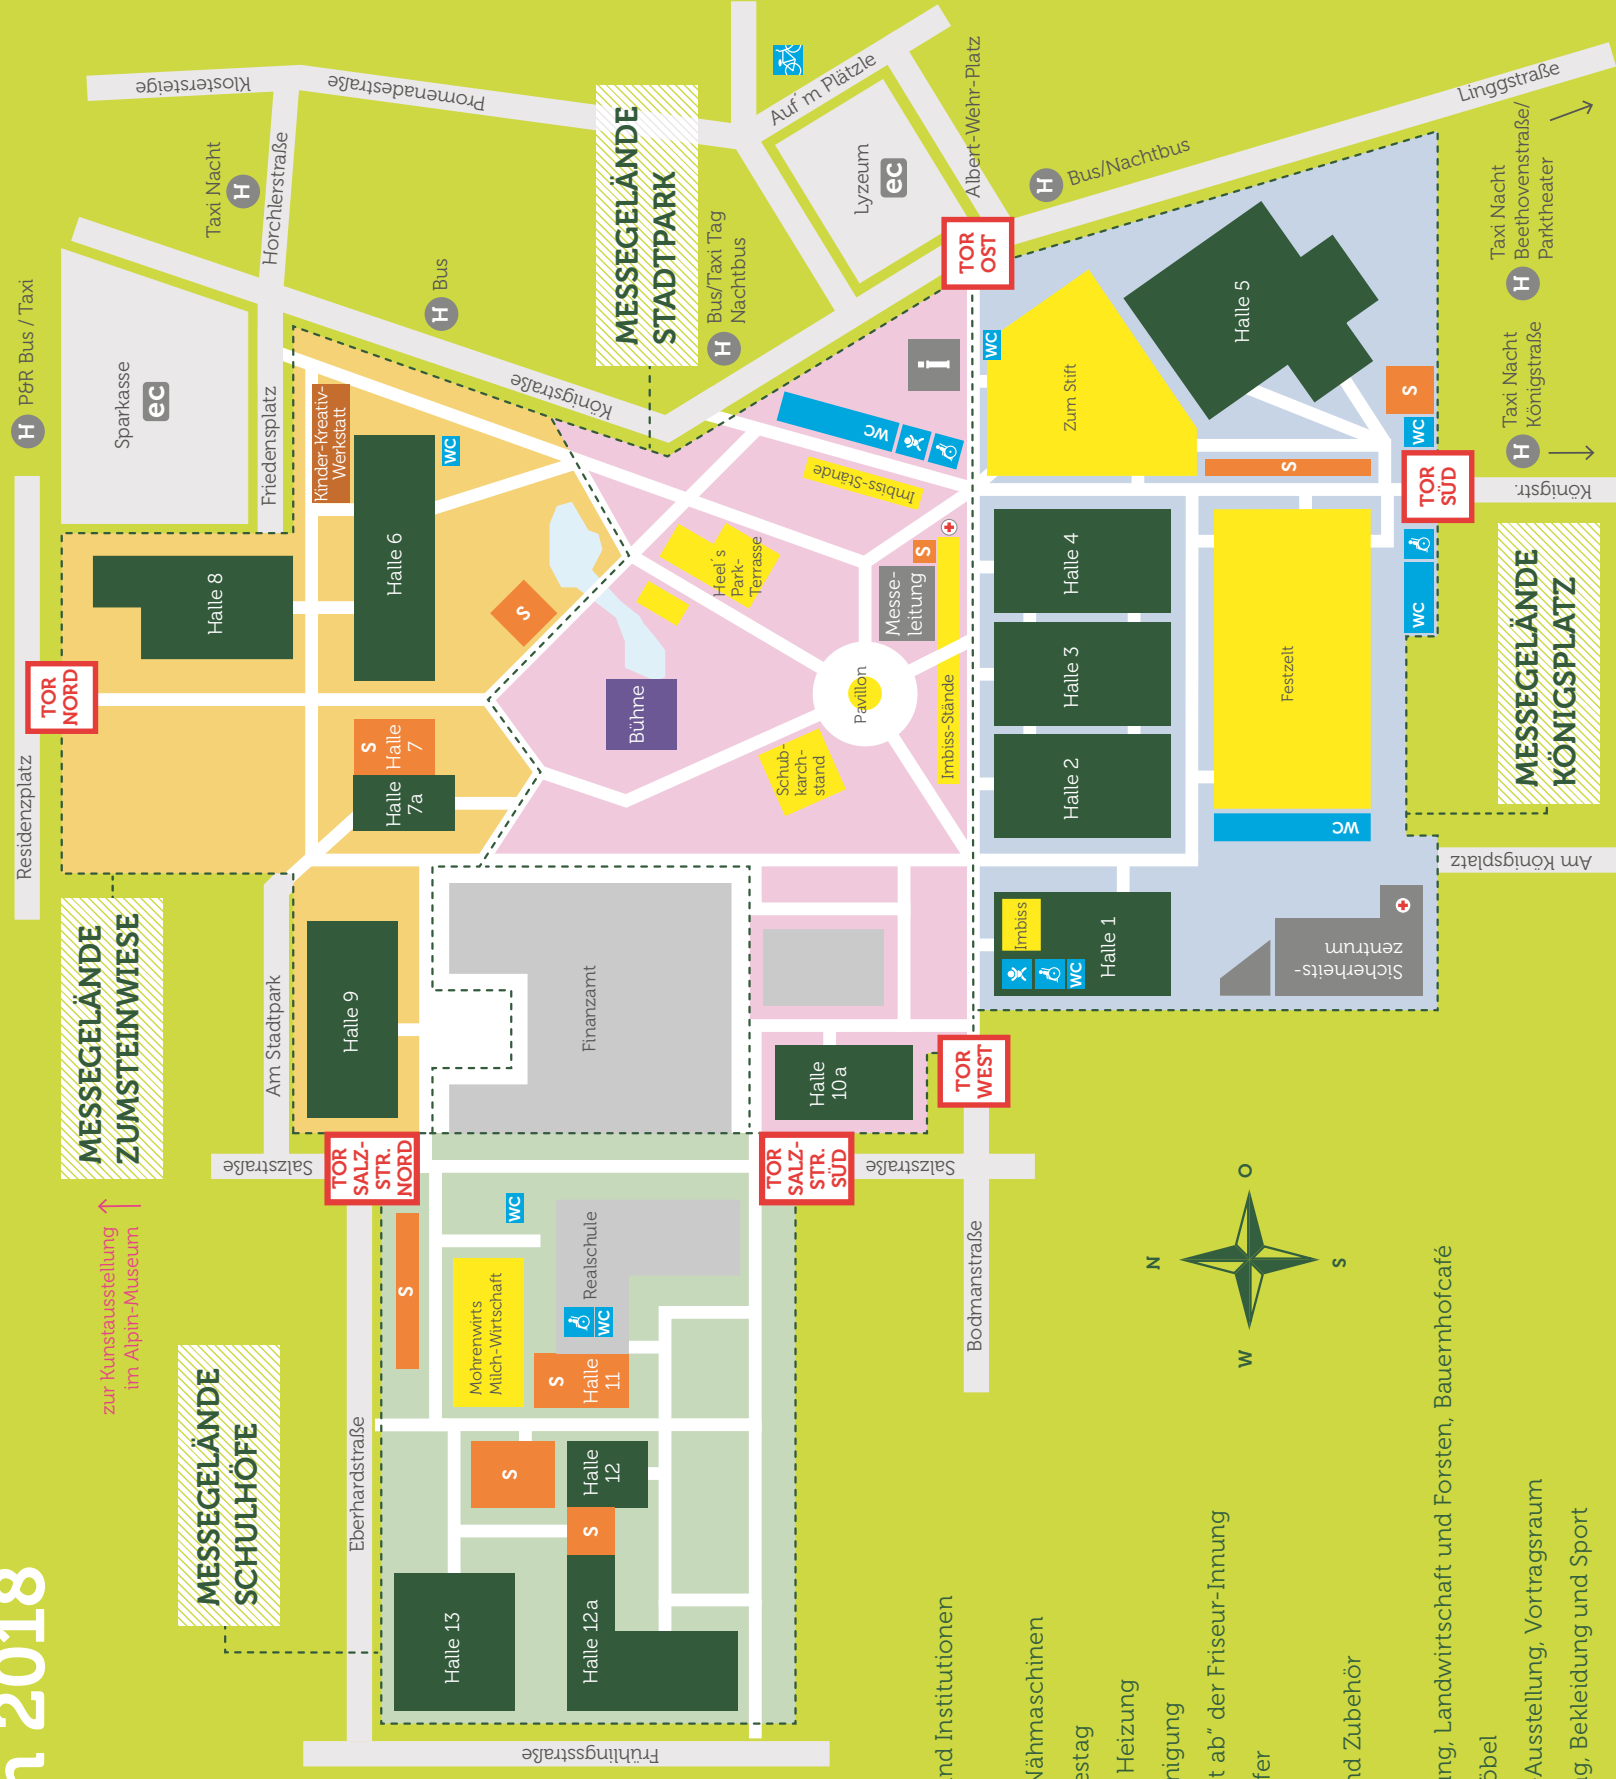 n 2018
MESSEGELÄNDE
SCHULHÖFE
zur Kunstausstellung
im Alpin-Museum
MESSEGELÄNDE
ZUMSTEINWIESE
Residenzplatz
TOR
NORD
H
P&R Bus / Taxi
Sparkasse
ec
Taxi Nacht
H
Klostersteige
Promenadestraße
Horchlerstraße
Friedensplatz
H
Bus
Königstraße
MESSEGELÄNDE
STADTPARK
H
Bus/Taxi Tag
Nachtbus
Auf´m Plätzle
Lyzeum
ec
Albert-Wehr-Platz
H
Bus/Nachtbus
Linggstraße
TOR
OST
Am Stadtpark
Salzstraße
Eberhardstraße
Frühlingsstraße
Halle 8
Kinder-Kreativ-
Werkstatt
Halle 6
WC
S
S
Halle
7
Halle
7a
Halle 9
TOR
SALZ-
STR.
NORD
Finanzamt
Bühne
Heel´s
Park-
Terrasse
Imbiss-Stände
WC
i
S
Messe-
leitung
Pavillon
Schub-
karch-
stand
Imbiss-Stände
Halle
10a
TOR
SALZ-
STR.
SÜD
Salzstraße
TOR
WEST
Bodmanstraße
S
Mohrenwirts
Milch-Wirtschaft
WC
Realschule
WC
S
Halle
11
S
Halle
12
S
Halle 12a
Halle 13
WC
Zum Stift
Halle 5
S
WC
S
TOR
SÜD
Königstr.
H
Taxi Nacht
Königstraße
H
Taxi Nacht
Beethovenstraße/
Parktheater
Halle 4
Halle 3
Halle 2
Festzelt
WC
WC
Imbiss
WC
Halle 1
Sicherheits-
zentrum
Am Königsplatz
MESSEGELÄNDE
KÖNIGSPLATZ
N
O
S
W
nd Institutionen
Nähmaschinen
estag
Heizung
nigung
t ab“ der Friseur-Innung
fer
nd Zubehör
ng, Landwirtschaft und Forsten, Bauernhofcafé
öbel
Ausstellung, Vortragsraum
g, Bekleidung und Sport